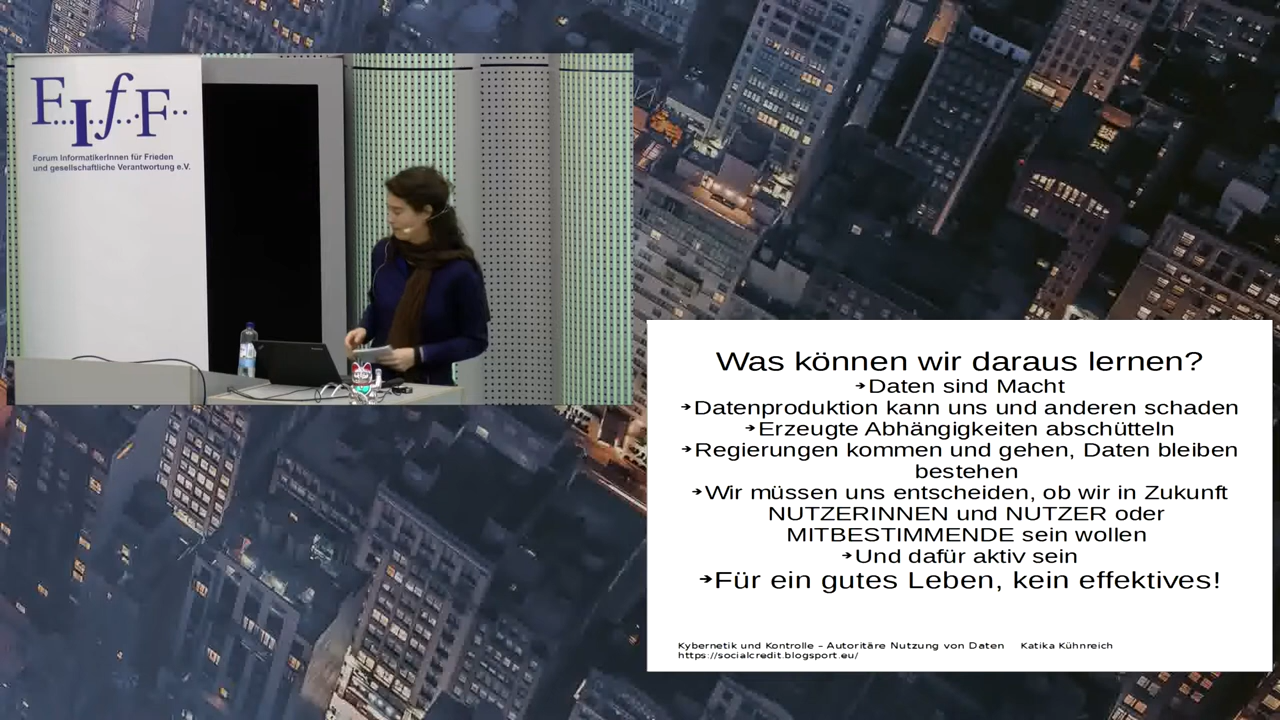 F..I..f..F..
Forum InformatikerInnen für Frieden
und gesellschaftliche Verantwortung e.V.
Was können wir daraus lernen?
➔Daten sind Macht
➔Datenproduktion kann uns und anderen schaden
➔Erzeugte Abhängigkeiten abschütteln
➔Regierungen kommen und gehen, Daten bleiben
bestehen
➔Wir müssen uns entscheiden, ob wir in Zukunft
NUTZERINNEN und NUTZER oder
MITBESTIMMENDE sein wollen
➔Und dafür aktiv sein
➔Für ein gutes Leben, kein effektives!
Kybernetik und Kontrolle – Autoritäre Nutzung von Daten Katika Kühnreich
https://socialcredit.blogsport.eu/